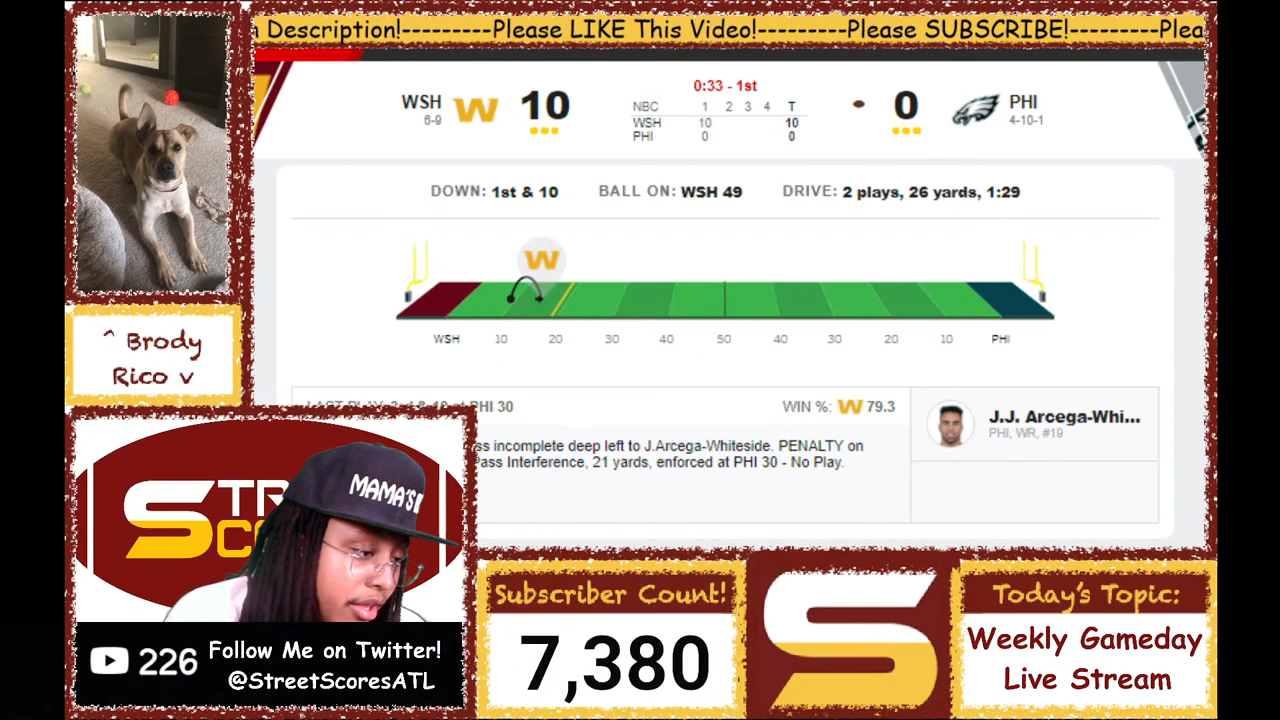 n Description!---------Please LIKE This Video!---------Please SUBSCRIBE!---------Plea
WSH
6-9
W
10
0:33 - 1st
NBC 1 2 3 4 T
WSH 10 10
PHI 0 0
0
PHI
4-10-1
DOWN: 1st & 10
BALL ON: WSH 49
DRIVE: 2 plays, 26 yards, 1:29
W
WSH 10 20 30 40 50 40 30 20 10 PHI
PHI 30
WIN %: W 79.3
ss incomplete deep left to J.Arcega-Whiteside. PENALTY on
Pass Interference, 21 yards, enforced at PHI 30 - No Play.
J.J. Arcega-Whi...
PHI, WR, #19
^ Brody
Rico v
STR
SCO
MAMA'S
226
Follow Me on Twitter!
@StreetScoresATL
Subscriber Count!
7,380
S
Today's Topic:
Weekly Gameday
Live Stream